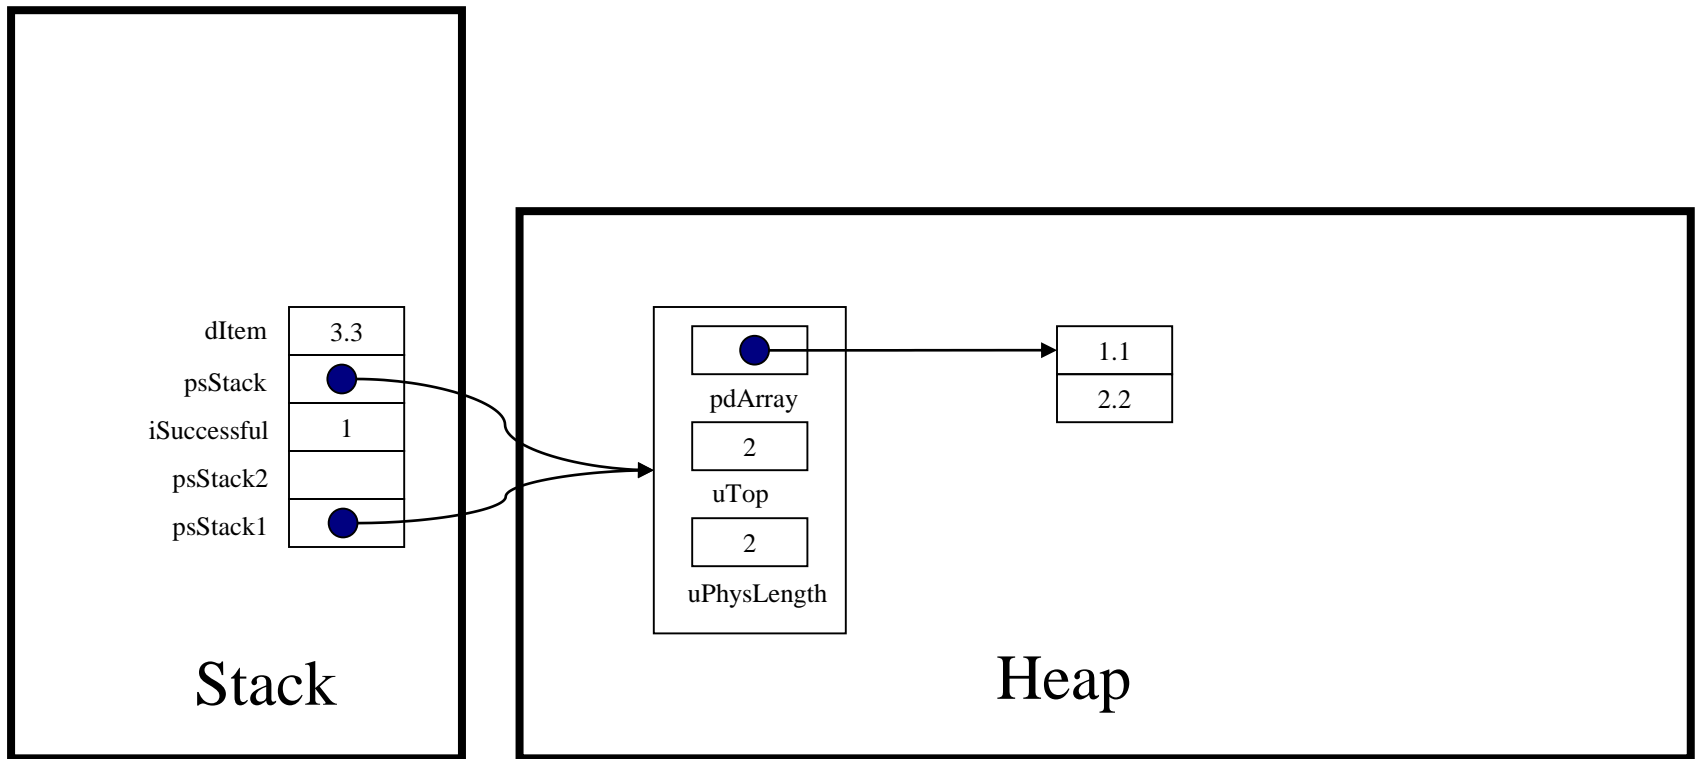 dItem 3.3
psStack
iSuccessful 1
psStack2
psStack1
Stack
pdArray
2
uTop
2
uPhysLength
1.1
2.2
Heap